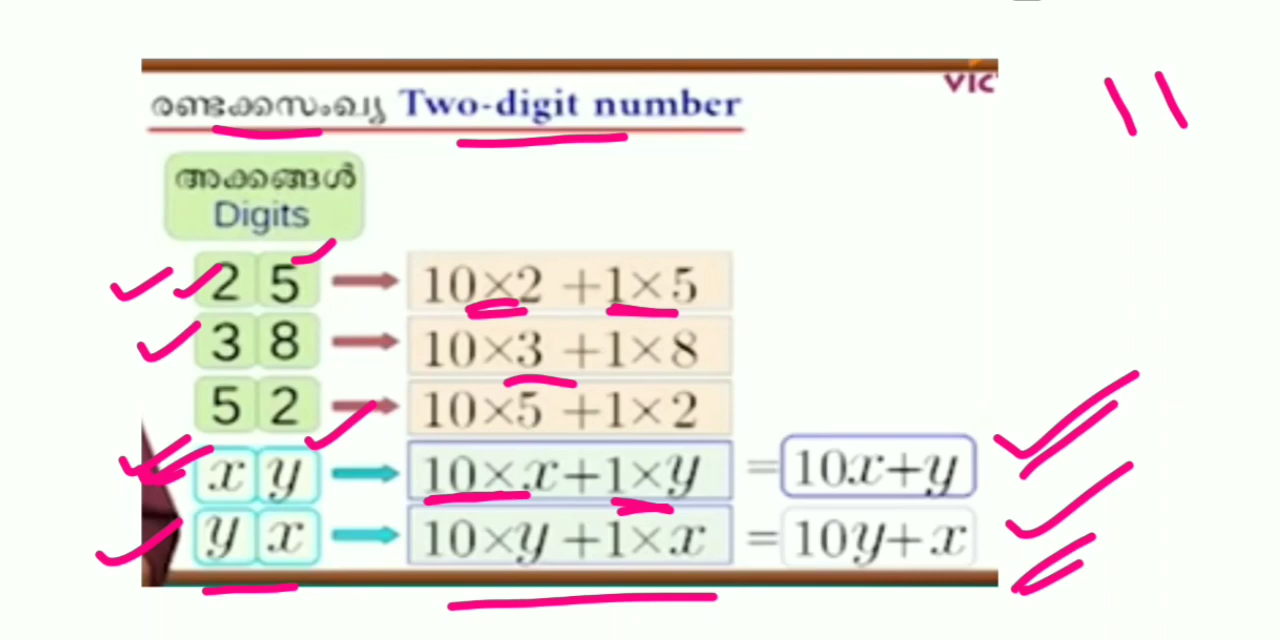 VIC
രണ്ടക്കസംഖ്യ Two-digit number
അക്കങ്ങൾ
Digits
2 5 → 10×2 +1×5
3 8 → 10×3 +1×8
5 2 → 10×5 +1×2
x y → 10×x+1×y =10x+y
y x → 10×y +1×x =10y+x